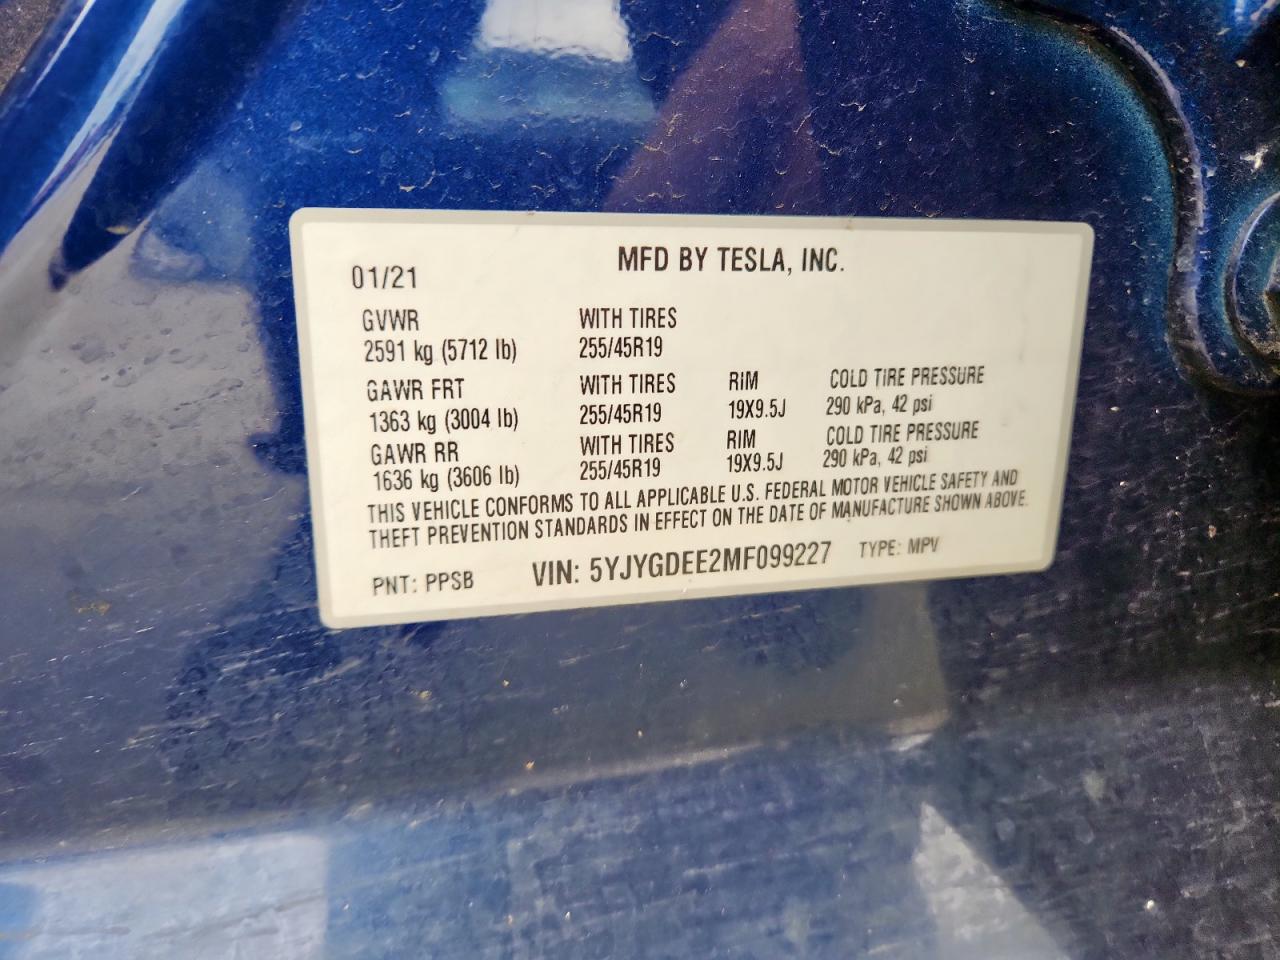 MFD BY TESLA, INC.
01/21
GVWR WITH TIRES
2591 kg (5712 lb) 255/45R19
GAWR FRT WITH TIRES RIM COLD TIRE PRESSURE
1363 kg (3004 lb) 255/45R19 19X9.5J 290 kPa, 42 psi
GAWR RR WITH TIRES RIM COLD TIRE PRESSURE
1636 kg (3606 lb) 255/45R19 19X9.5J 290 kPa, 42 psi
THIS VEHICLE CONFORMS TO ALL APPLICABLE U.S. FEDERAL MOTOR VEHICLE SAFETY AND
THEFT PREVENTION STANDARDS IN EFFECT ON THE DATE OF MANUFACTURE SHOWN ABOVE.
PNT: PPSB VIN: 5YJYGDEE2MF099227 TYPE: MPV